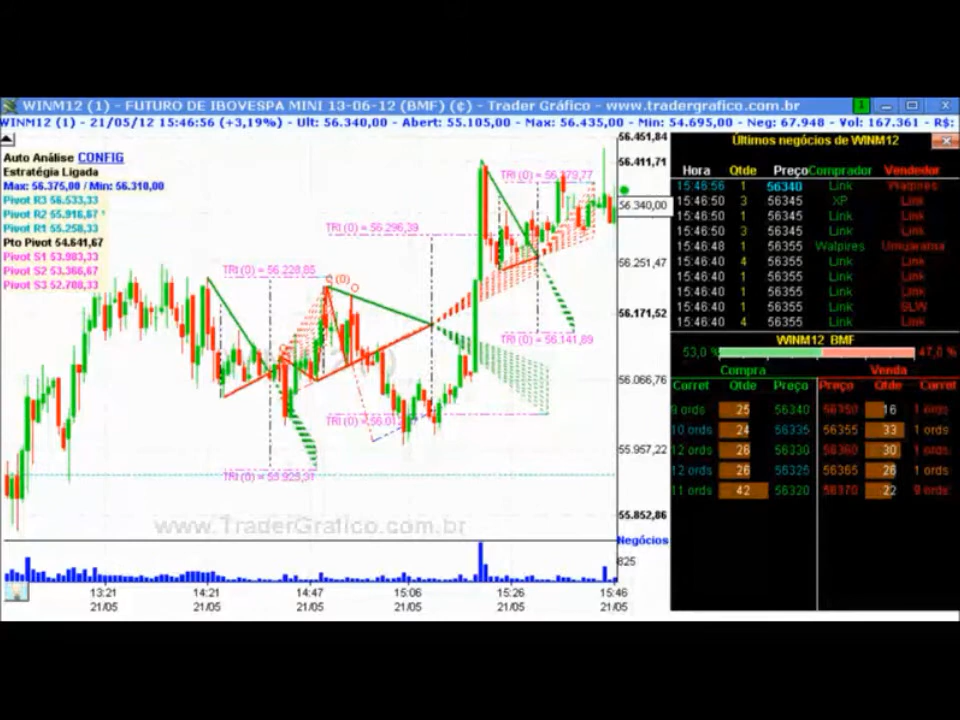 WINM12 (1) - FUTURO DE IBOVESPA MINI 13-06-12 (BMF) (¢) - Trader Gráfico - www.tradergrafico.com.br
WINM12 (1) - 21/05/12 15:46:56 (+3,19%) - Ult: 56.340,00 - Abert: 55.105,00 - Max: 56.435,00 - Min: 54.695,00 - Neg: 67.948 - Vol: 167.361 - R$:
Auto Análise CONFIG
Estratégia Ligada
Max: 56.375,00 / Min: 56.310,00
Pivot R3 56.533,33
Pivot R2 55.916,67 *
Pivot R1 55.258,33
Pto Pivot 54.641,67
Pivot S1 53.983,33
Pivot S2 53.366,67
Pivot S3 52.708,33
TRI (0) = 56.379,77
TRI (0) = 56.296,39
TRI (0) = 56.228,85
(0)
TRI (0) = 56.141,89
TRI (0) = 56.012
TRI (0) = 55.925,31
56.451,84
56.411,71
56.340,00
56.251,47
56.171,52
56.066,76
55.957,22
55.852,86
www.TraderGrafico.com.br
Negócios
825
13:21 14:21 14:47 15:06 15:26 15:46
21/05 21/05 21/05 21/05 21/05 21/05
Últimos negócios de WINM12
Hora Qtde Preço Comprador Vendedor
15:46:56 1 56340 Link Walpires
15:46:50 3 56345 XP Link
15:46:50 1 56345 Link Link
15:46:50 3 56345 Link Link
15:46:48 1 56355 Walpires Umuarama
15:46:40 4 56355 Link Link
15:46:40 1 56355 Link Link
15:46:40 1 56355 Link Link
15:46:40 1 56355 Link SLW
15:46:40 4 56355 Link Link
WINM12 BMF
53,0 % 47,0 %
Compra Venda
Corret Qtde Preço Preço Qtde Corret
9 ords 25 56340 56350 16 1 ords
10 ords 24 56335 56355 33 1 ords
12 ords 26 56330 56360 30 1 ords
12 ords 26 56325 56365 26 1 ords
11 ords 42 56320 56370 22 9 ords